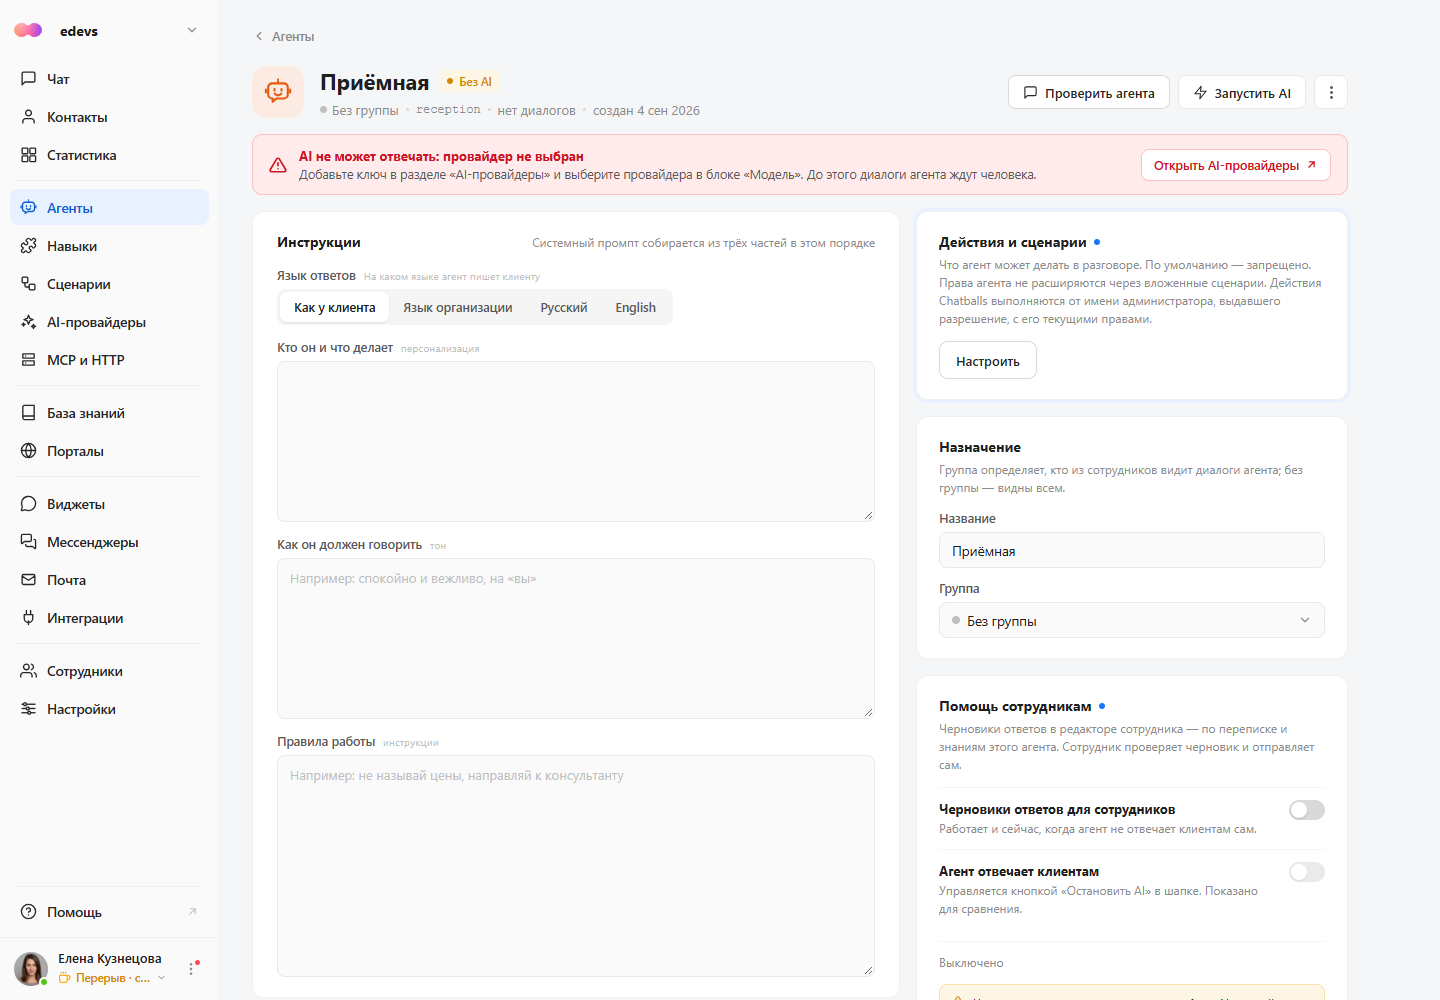 edevs
Чат
Контакты
Статистика
Агенты
Навыки
Сценарии
AI-провайдеры
MCP и HTTP
База знаний
Порталы
Виджеты
Мессенджеры
Почта
Интеграции
Сотрудники
Настройки
Помощь
Елена Кузнецова
Перерыв · с...
Агенты
Приёмная
Без AI
Без группы · reception · нет диалогов · создан 4 сен 2026
Проверить агента
Запустить AI
AI не может отвечать: провайдер не выбран
Добавьте ключ в разделе «AI-провайдеры» и выберите провайдера в блоке «Модель». До этого диалоги агента ждут человека.
Открыть AI-провайдеры
Инструкции
Системный промпт собирается из трёх частей в этом порядке
Язык ответов На каком языке агент пишет клиенту
Как у клиента
Язык организации
Русский
English
Кто он и что делает персонализация
Как он должен говорить тон
Например: спокойно и вежливо, на «вы»
Правила работы инструкции
Например: не называй цены, направляй к консультанту
Действия и сценарии
Что агент может делать в разговоре. По умолчанию — запрещено.
Права агента не расширяются через вложенные сценарии. Действия
Chatballs выполняются от имени администратора, выдавшего
разрешение, с его текущими правами.
Настроить
Назначение
Группа определяет, кто из сотрудников видит диалоги агента; без
группы — видны всем.
Название
Приёмная
Группа
Без группы
Помощь сотрудникам
Черновики ответов в редакторе сотрудника — по переписке и
знаниям этого агента. Сотрудник проверяет черновик и отправляет
сам.
Черновики ответов для сотрудников
Работает и сейчас, когда агент не отвечает клиентам сам.
Агент отвечает клиентам
Управляется кнопкой «Остановить AI» в шапке. Показано
для сравнения.
Выключено